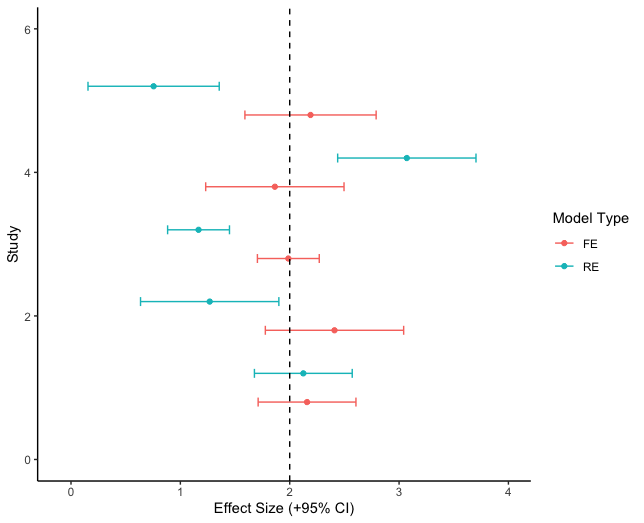 6
4
2
0
Study
0 1 2 3 4
Effect Size (+95% CI)
Model Type
FE
RE